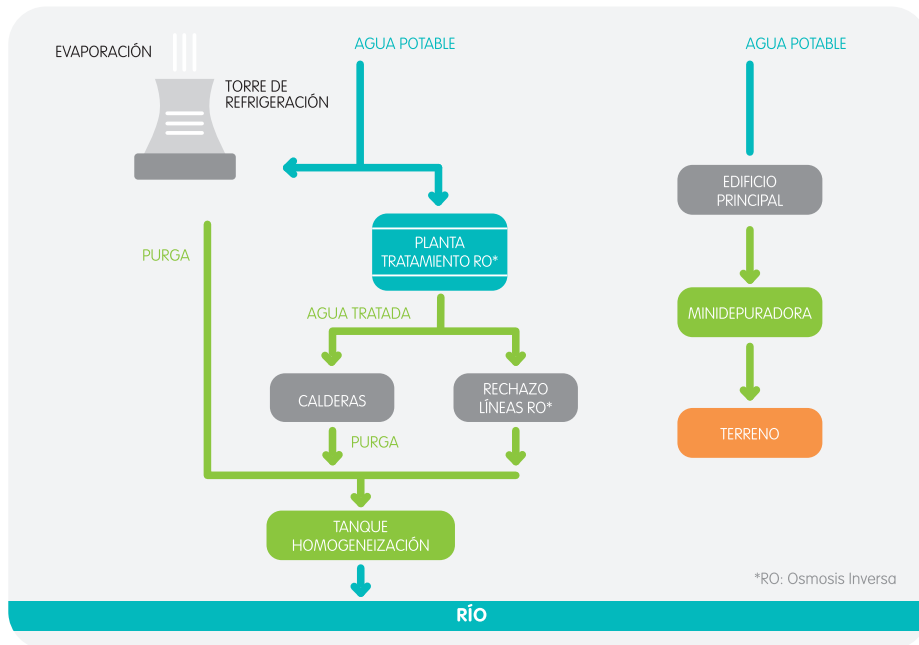 EVAPORACIÓN
TORRE DE
REFRIGERACIÓN
AGUA POTABLE
AGUA POTABLE
EDIFICIO
PRINCIPAL
PURGA
PLANTA
TRATAMIENTO RO*
AGUA TRATADA
MINIDEPURADORA
CALDERAS
RECHAZO
LÍNEAS RO*
PURGA
TERRENO
TANQUE
HOMOGENEIZACIÓN
*RO: Osmosis Inversa
RÍO